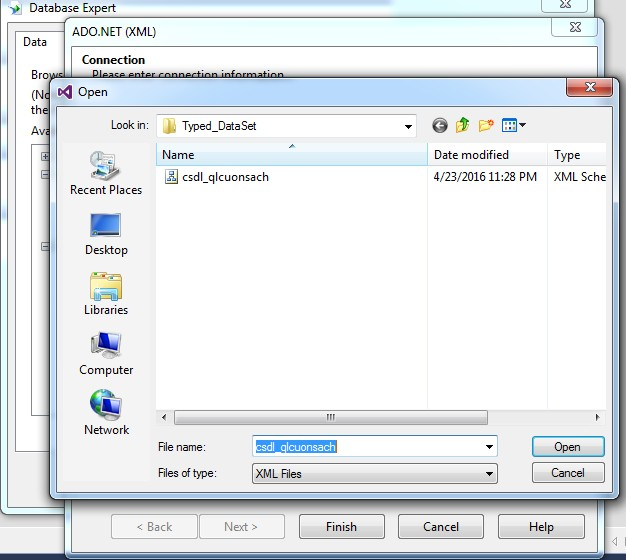 Database Expert
ADO.NET (XML)
Data
Connection
Brows
Please enter connection information
(No
the
Ava
Open
Look in:
Typed_DataSet
Name
Date modified
Type
csdl_qlcuonsach
4/23/2016 11:28 PM
XML Sche
Recent Places
Desktop
Libraries
Computer
Network
File name:
csdl_qlcuonsach
Open
Files of type:
XML Files
Cancel
< Back
Next >
Finish
Cancel
Help